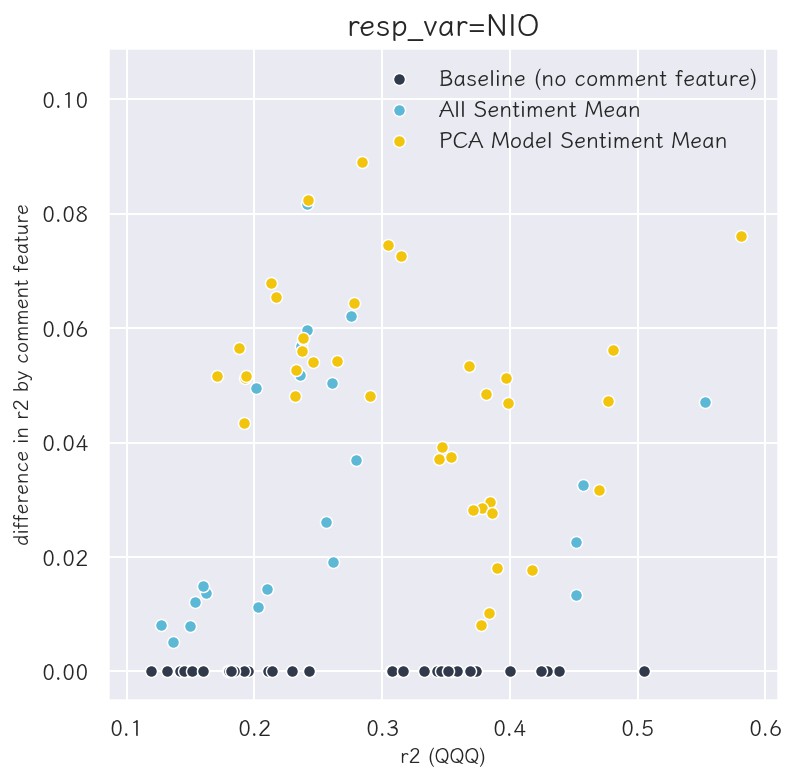 resp_var=NIO
Baseline (no comment feature)
All Sentiment Mean
PCA Model Sentiment Mean
difference in r2 by comment feature
0.10
0.08
0.06
0.04
0.02
0.00
0.1 0.2 0.3 0.4 0.5 0.6
r2 (QQQ)